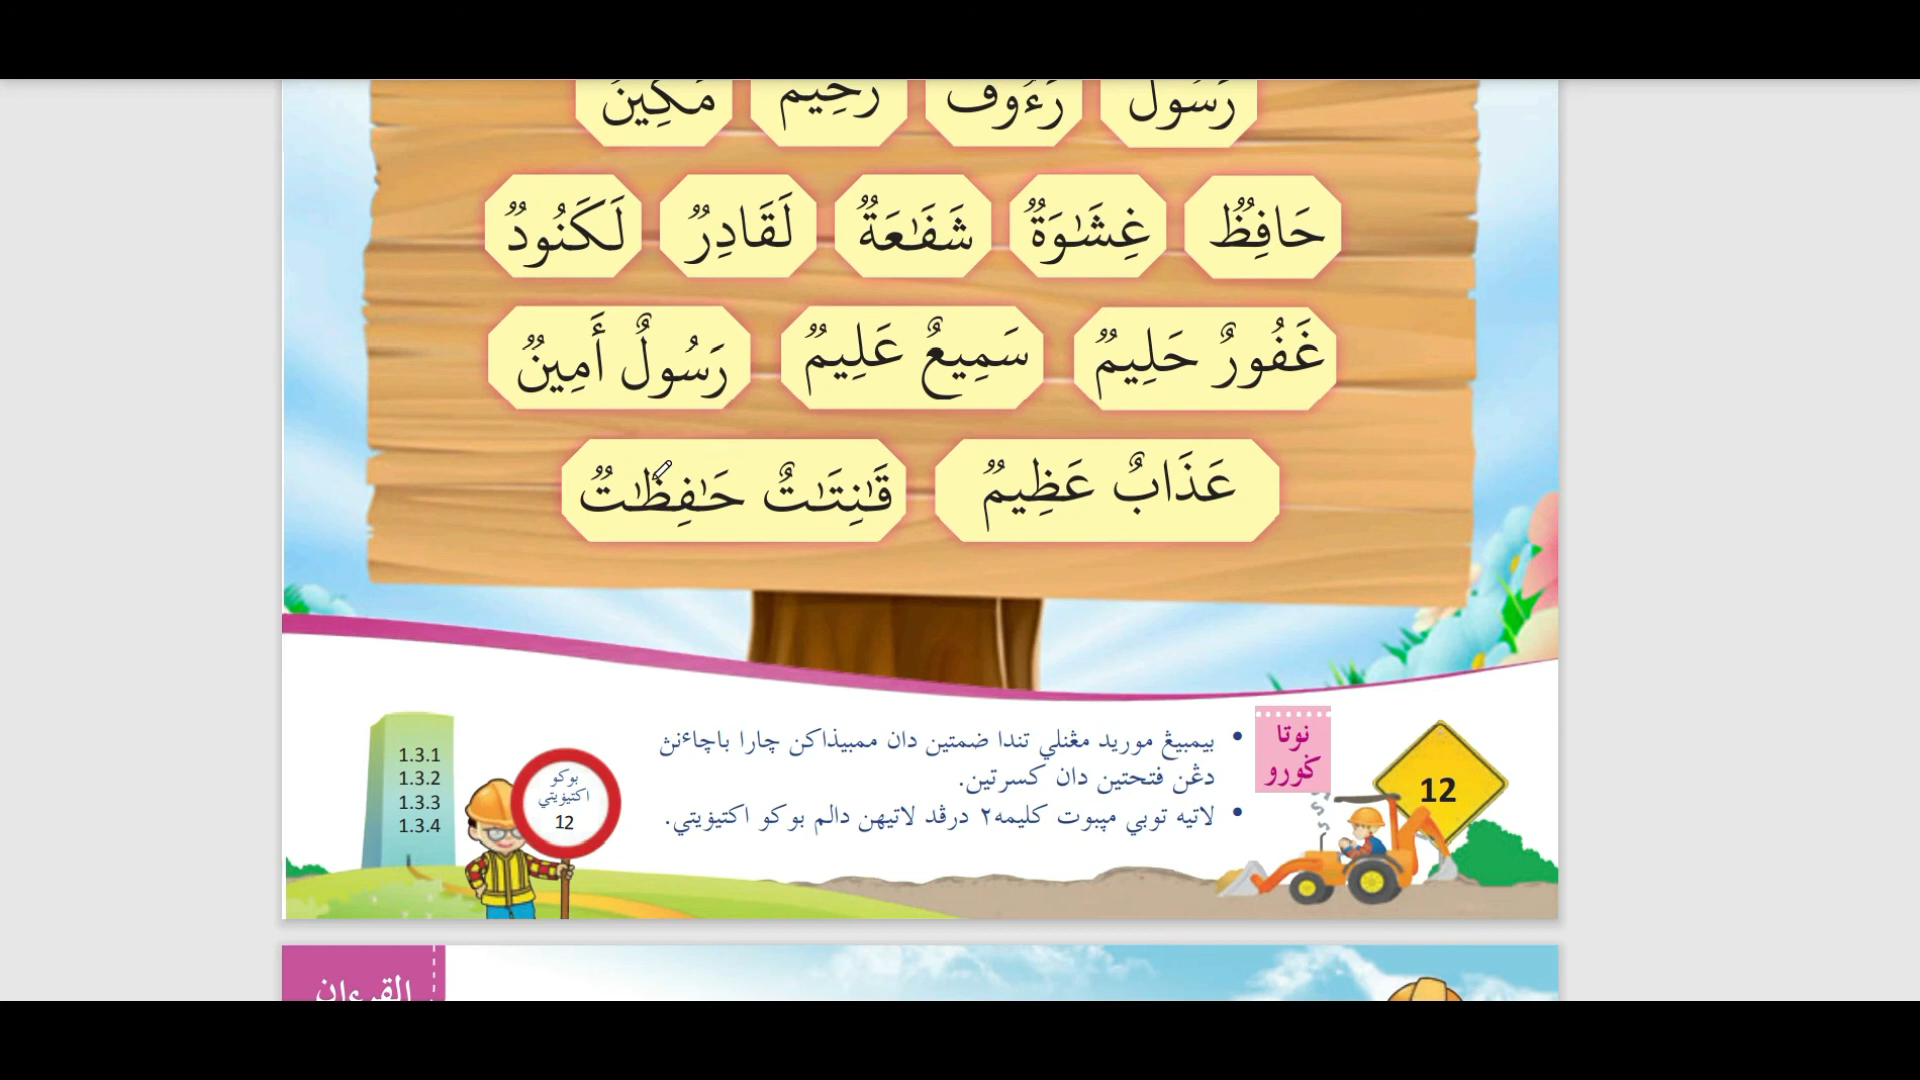 رَسُولٌ رَءُوفٌ رَحِيمٌ مَكِينٌ
حَافِظٌ غِشَـٰوَةٌ شَفَـٰعَةٌ لَقَادِرٌ لَكَنُودٌ
غَفُورٌ حَلِيمٌ سَمِيعٌ عَلِيمٌ رَسُولٌ أَمِينٌ
عَذَابٌ عَظِيمٌ قَـٰنِتَـٰتٌ حَـٰفِظَـٰتٌ
نوتا ڬورو
• بيمبيڠ موريد مڠنلي تندا ضمتين دان ممبيذاكن چارا باچاءنڽ
دڠن فتحتين دان كسرتين.
• لاتيه توبي مڽبوت كليمه٢ درڤد لاتيهن دالم بوكو اكتيۏيتي.
12
1.3.1
1.3.2
1.3.3
1.3.4
بوكو
اكتيۏيتي
12
القرءان